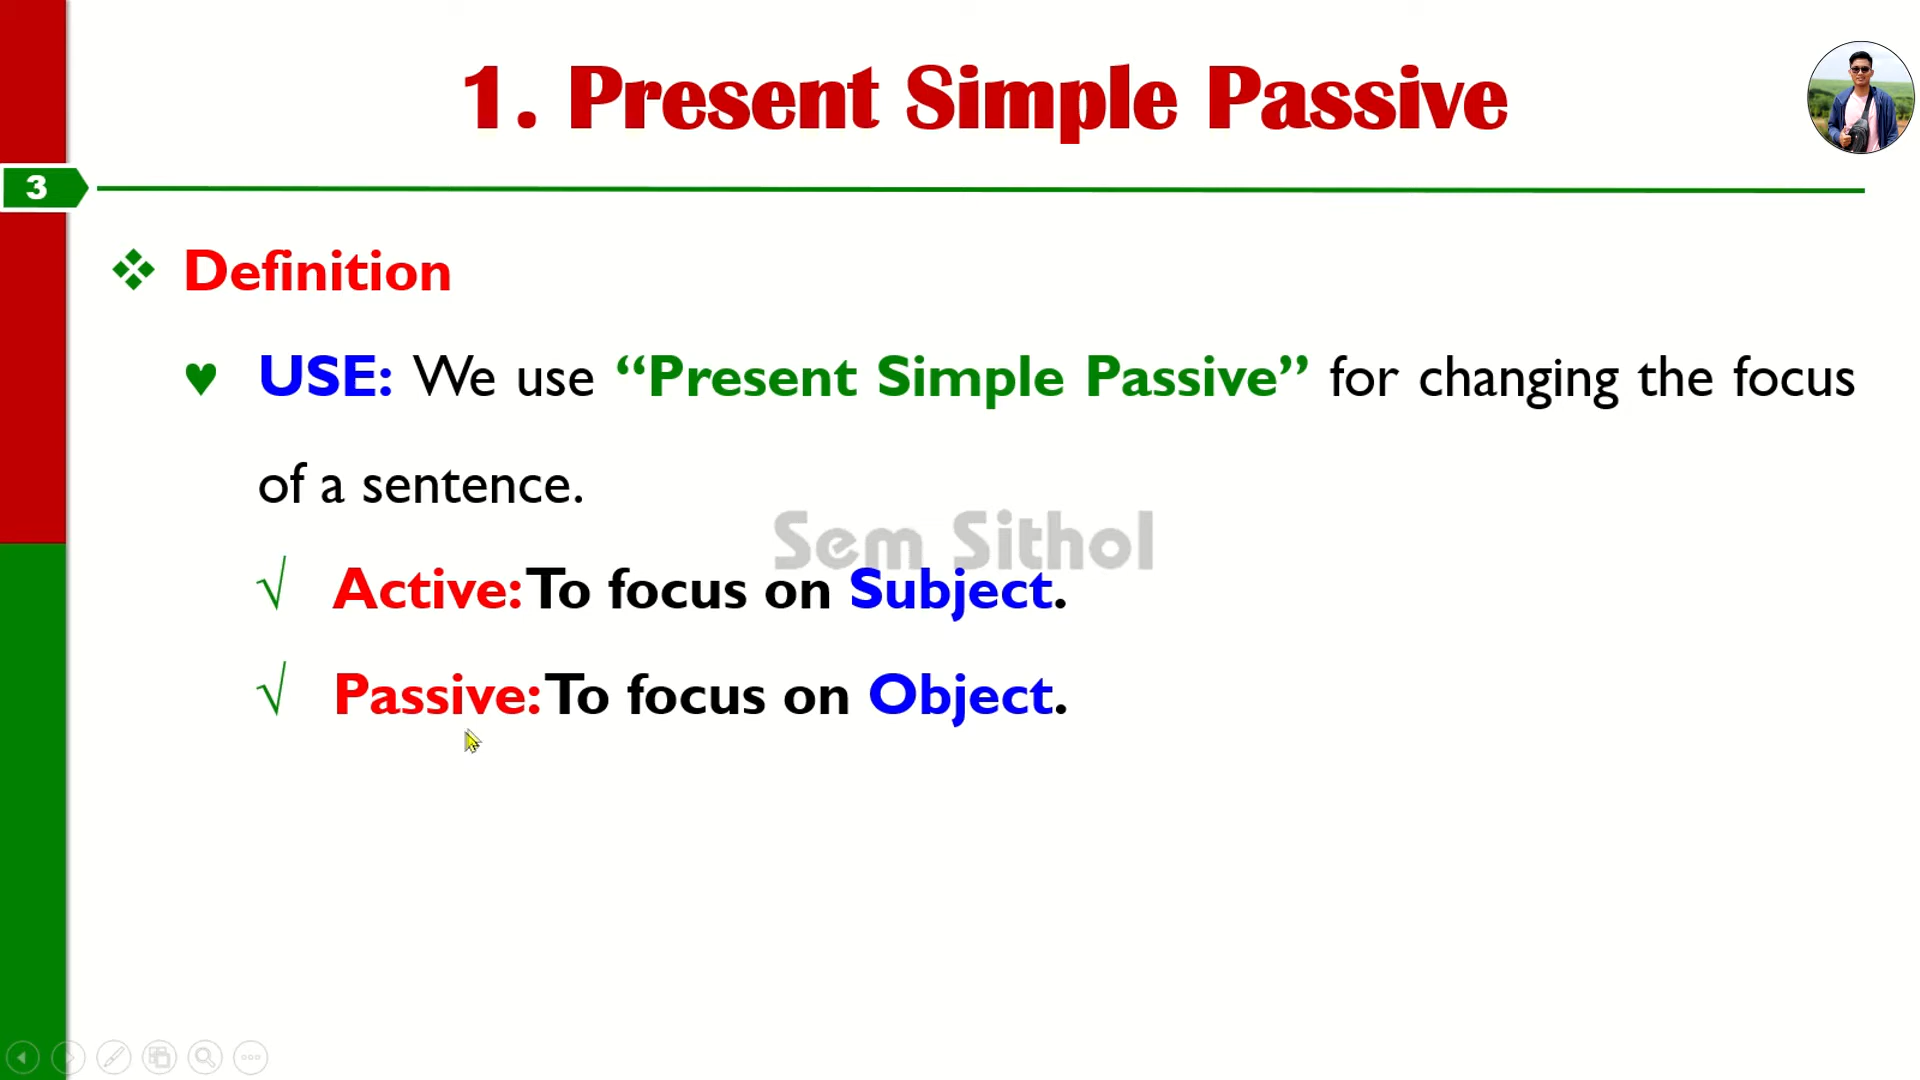 1. Present Simple Passive
3
Definition
USE: We use “Present Simple Passive” for changing the focus
of a sentence.
Sem Sithol
√ Active: To focus on Subject.
√ Passive: To focus on Object.